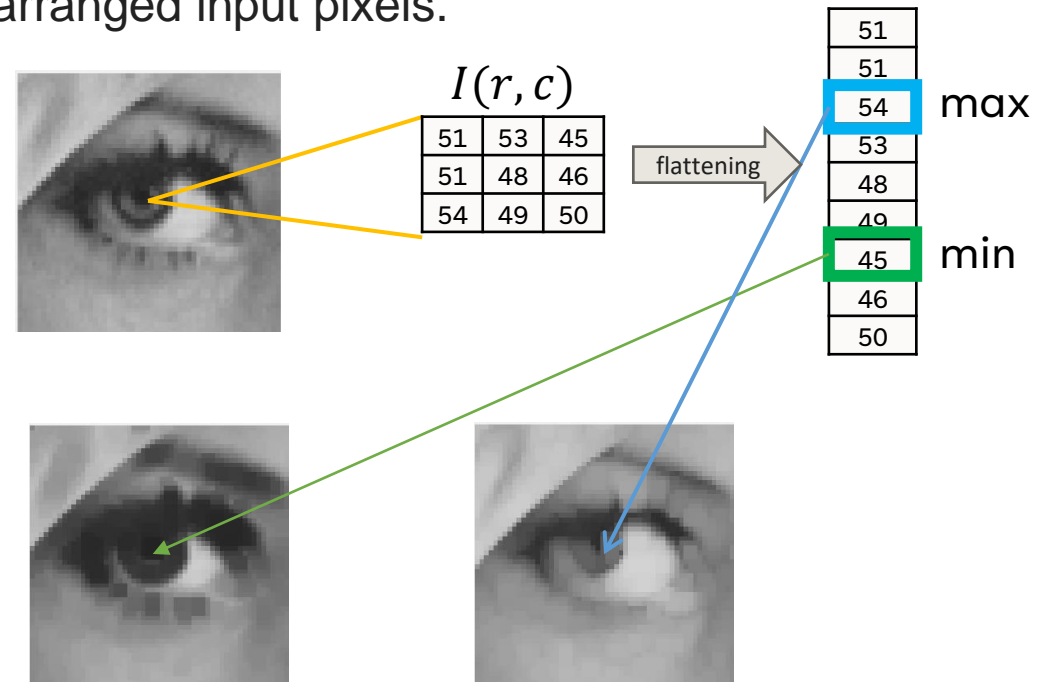 arranged input pixels.
I(r, c)
51 53 45
51 48 46
54 49 50
flattening
51
51
54 max
53
48
49
45 min
46
50